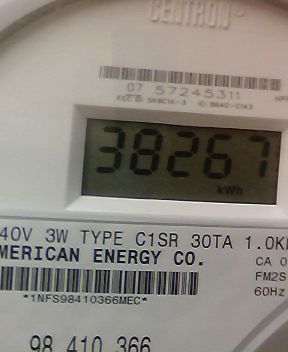 CENTRON®
07 57245311
38267
kWh
40V 3W TYPE C1SR 30TA 1.0K
MERICAN ENERGY CO.
CA 0
FM2S
60Hz
*1NFS98410366MEC*
98 410 366